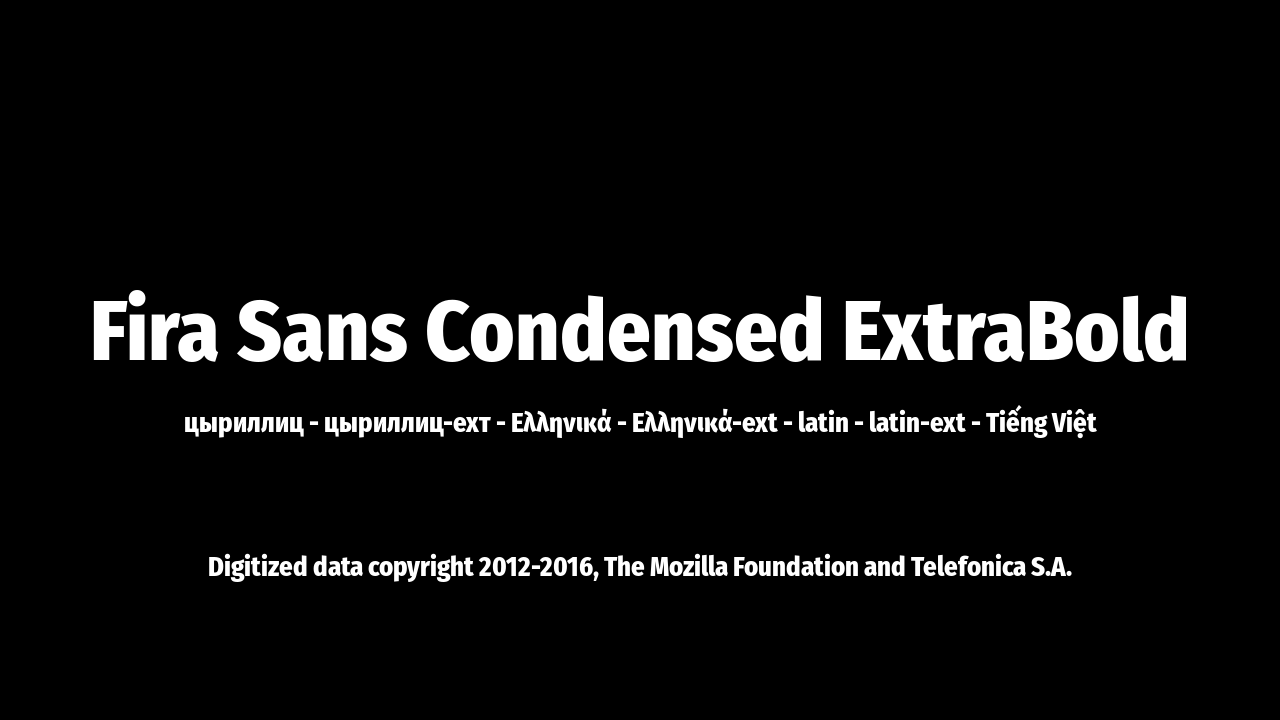 Fira Sans Condensed ExtraBold
цыриллиц - цыриллиц-ехт - Ελληνικά - Ελληνικά-ext - latin - latin-ext - Tiếng Việt
Digitized data copyright 2012-2016, The Mozilla Foundation and Telefonica S.A.